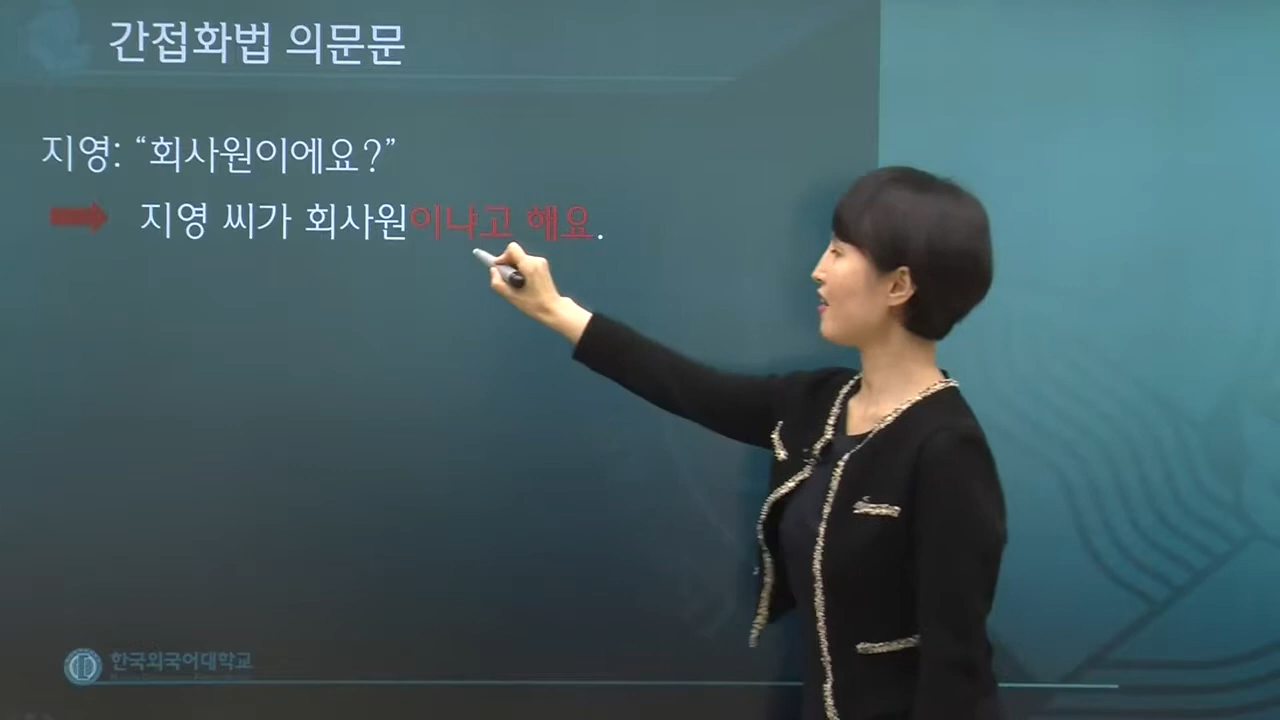 간접화법 의문문
지영: “회사원이에요?”
지영 씨가 회사원이냐고 해요.
한국외국어대학교